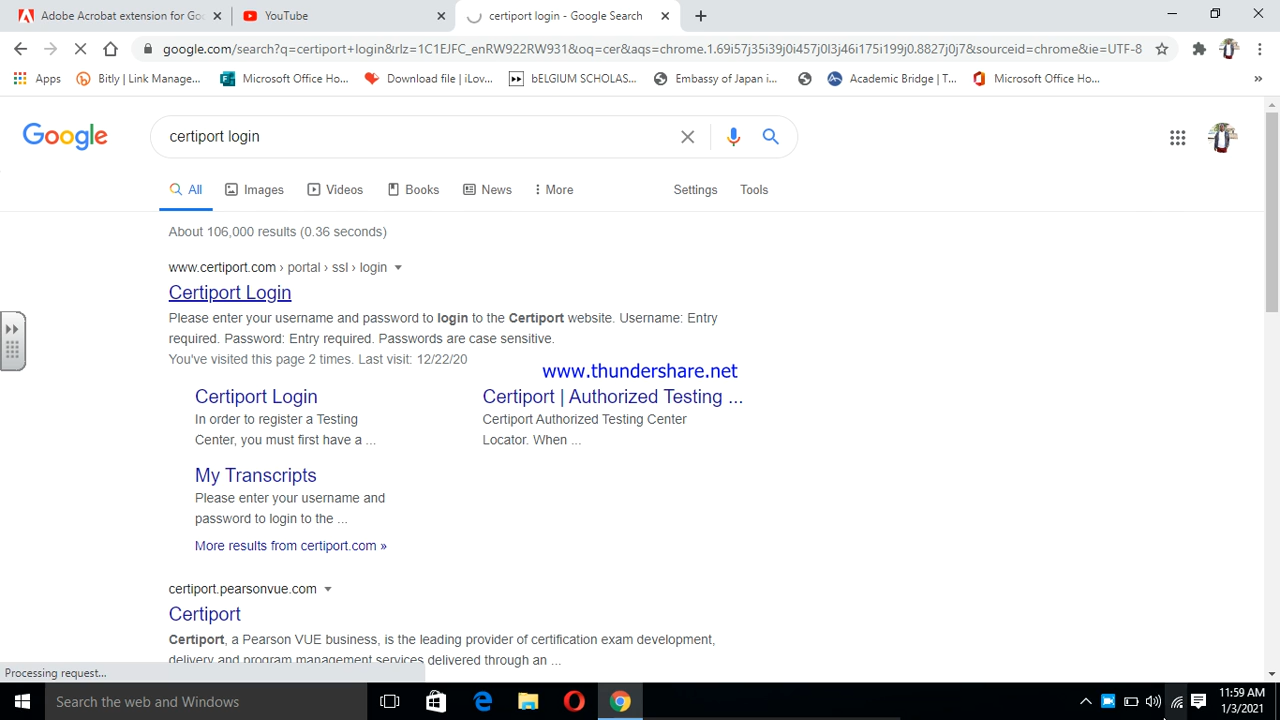 Adobe Acrobat extension for Go
YouTube
certiport login - Google Search
google.com/search?q=certiport+login&rlz=1C1EJFC_enRW922RW931&oq=cer&aqs=chrome.1.69i57j35i39j0i457j0l3j46i175i199j0.8827j0j7&sourceid=chrome&ie=UTF-8
Apps
Bitly | Link Manage...
Microsoft Office Ho...
Download file | iLov...
bELGIUM SCHOLAS...
Embassy of Japan i...
Academic Bridge | T...
Microsoft Office Ho...
»
Google
certiport login
All
Images
Videos
Books
News
More
Settings
Tools
About 106,000 results (0.36 seconds)
www.certiport.com › portal › ssl › login
Certiport Login
Please enter your username and password to login to the Certiport website. Username: Entry
required. Password: Entry required. Passwords are case sensitive.
You've visited this page 2 times. Last visit: 12/22/20
www.thundershare.net
Certiport Login
In order to register a Testing
Center, you must first have a ...
Certiport | Authorized Testing ...
Certiport Authorized Testing Center
Locator. When ...
My Transcripts
Please enter your username and
password to login to the ...
More results from certiport.com »
certiport.pearsonvue.com
Certiport
Certiport, a Pearson VUE business, is the leading provider of certification exam development,
delivery and program management services delivered through an ...
Processing request...
Search the web and Windows
11:59 AM
1/3/2021